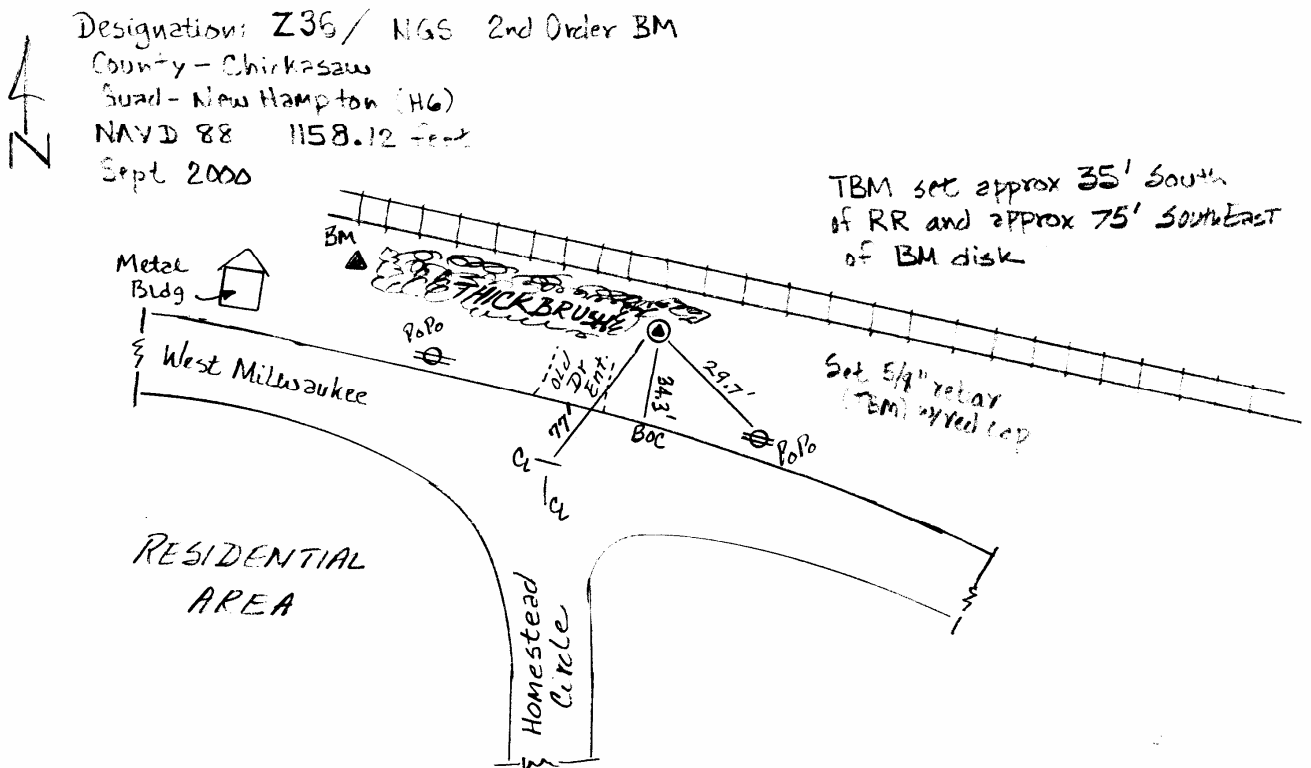 Designation: Z36/ NGS 2nd Order BM
County - Chickasaw
Quad - New Hampton (H6)
NAVD 88 1158.12 feet
Sept 2000
N
TBM set approx 35' South
of RR and approx 75' SouthEast
of BM disk
BM
Metal
Bldg
THICK BRUSH
PoPo
West Milwaukee
OLD
Dr
Ent.
77'
34.3'
29.7'
BOC
PoPo
Set 5/8" rebar
(TBM) w/red cap
CL
CL
RESIDENTIAL
AREA
Homestead
Circle